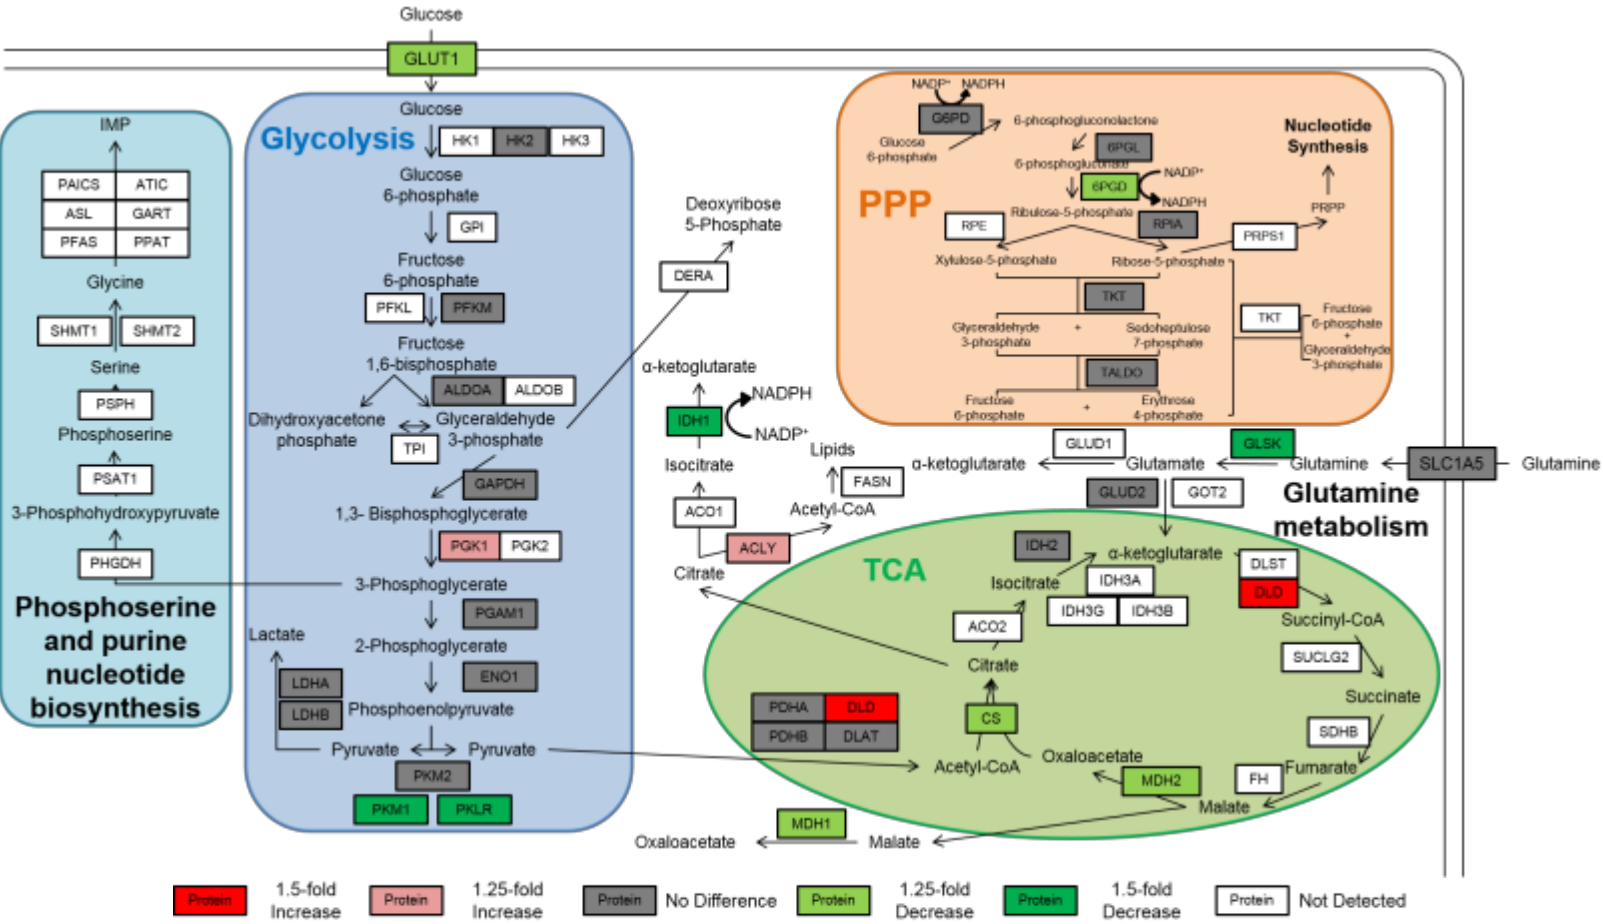 Glucose
GLUT1
IMP
PAICS ATIC
ASL GART
PFAS PPAT
Glycine
SHMT1 SHMT2
Serine
PSPH
Phosphoserine
PSAT1
3-Phosphohydroxypyruvate
PHGDH
Phosphoserine
and purine
nucleotide
biosynthesis
Glycolysis
Glucose
HK1 HK2 HK3
Glucose
6-phosphate
GPI
Fructose
6-phosphate
PFKL PFKM
Fructose
1,6-bisphosphate
ALDOA ALDOB
Dihydroxyacetone
phosphate
Glyceraldehyde
3-phosphate
TPI
GAPDH
1,3- Bisphosphoglycerate
PGK1 PGK2
3-Phosphoglycerate
PGAM1
2-Phosphoglycerate
ENO1
Lactate
LDHA
LDHB
Phosphoenolpyruvate
Pyruvate Pyruvate
PKM2
PKM1 PKLR
Deoxyribose
5-Phosphate
DERA
α-ketoglutarate
IDH1
NADPH
NADP+
Isocitrate
ACO1
Citrate
ACLY
Lipids
FASN
Acetyl-CoA
PPP
NADP+ NADPH
G6PD
Glucose
6-phosphate
6-phosphogluconolactone
6PGL
6-phosphogluconate
6PGD
NADP+
NADPH
Ribulose-5-phosphate
RPE
RPIA
PRPS1
PRPP
Nucleotide
Synthesis
Xylulose-5-phosphate
Ribose-5-phosphate
TKT
Glyceraldehyde
3-phosphate
+
Sedoheptulose
7-phosphate
TALDO
Fructose
6-phosphate
+
Erythrose
4-phosphate
TKT
Fructose
6-phosphate
+
Glyceraldehyde
3-phosphate
GLUD1
GLSK
α-ketoglutarate Glutamate Glutamine SLC1A5 Glutamine
GLUD2 GOT2
Glutamine
metabolism
TCA
IDH2
α-ketoglutarate
Isocitrate
IDH3A
IDH3G IDH3B
DLST
DLD
Succinyl-CoA
ACO2
Citrate
SUCLG2
Succinate
PDHA DLD
PDHB DLAT
CS
SDHB
Acetyl-CoA
Oxaloacetate
MDH2
FH
Fumarate
Malate
MDH1
Oxaloacetate Malate
Protein 1.5-fold
Increase
Protein 1.25-fold
Increase
Protein No Difference
Protein 1.25-fold
Decrease
Protein 1.5-fold
Decrease
Protein Not Detected